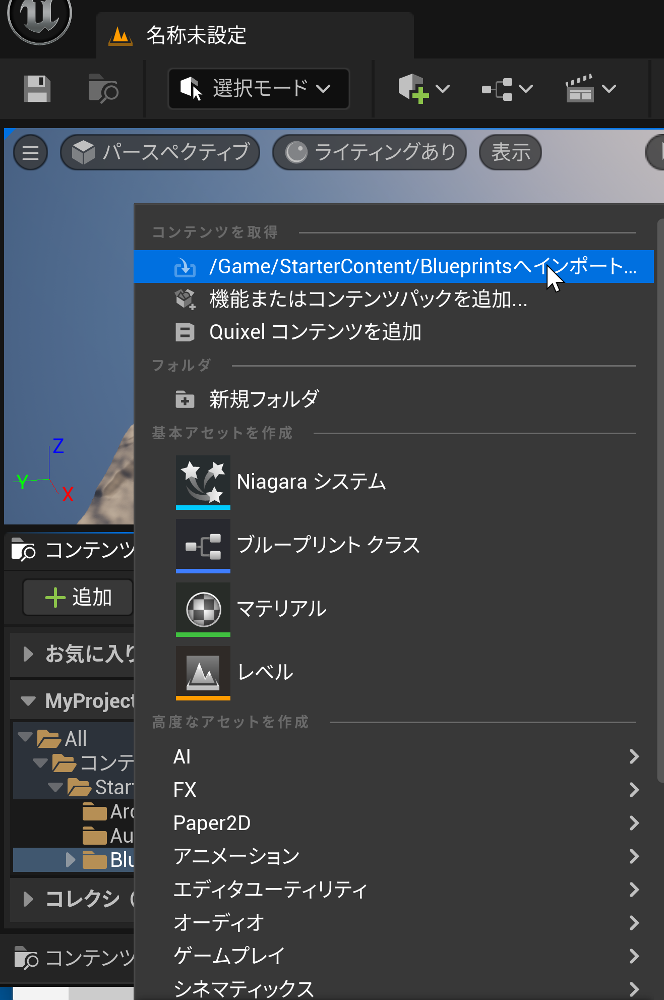 名称未設定
選択モード
パースペクティブ
ライティングあり
表示
コンテンツを取得
/Game/StarterContent/Blueprintsへインポート...
機能またはコンテンツパックを追加...
Quixel コンテンツを追加
フォルダ
新規フォルダ
基本アセットを作成
Z
Y
X
Niagara システム
ブループリント クラス
コンテンツ
マテリアル
追加
お気に入り
レベル
MyProject
高度なアセットを作成
All
コンテ
Star
Arc
Au
Blu
コレクシ
コンテンツ
AI
FX
Paper2D
アニメーション
エディタユーティリティ
オーディオ
ゲームプレイ
シネマティックス